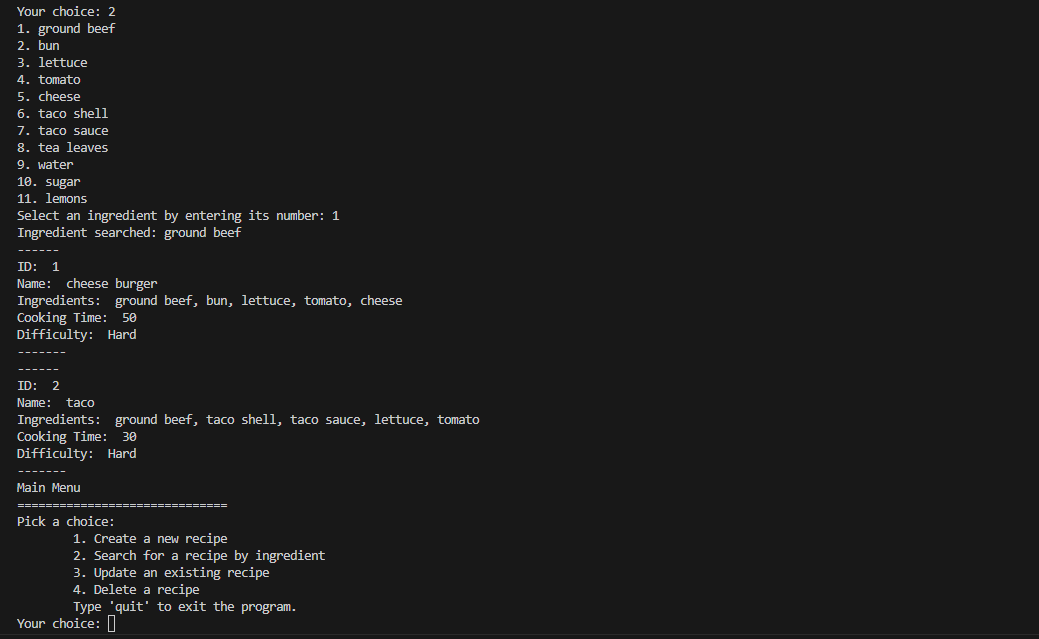 Your choice: 2
1. ground beef
2. bun
3. lettuce
4. tomato
5. cheese
6. taco shell
7. taco sauce
8. tea leaves
9. water
10. sugar
11. lemons
Select an ingredient by entering its number: 1
Ingredient searched: ground beef
------
ID:  1
Name:  cheese burger
Ingredients:  ground beef, bun, lettuce, tomato, cheese
Cooking Time:  50
Difficulty:  Hard
-------
------
ID:  2
Name:  taco
Ingredients:  ground beef, taco shell, taco sauce, lettuce, tomato
Cooking Time:  30
Difficulty:  Hard
-------
Main Menu
==============================
Pick a choice:
        1. Create a new recipe
        2. Search for a recipe by ingredient
        3. Update an existing recipe
        4. Delete a recipe
        Type 'quit' to exit the program.
Your choice: